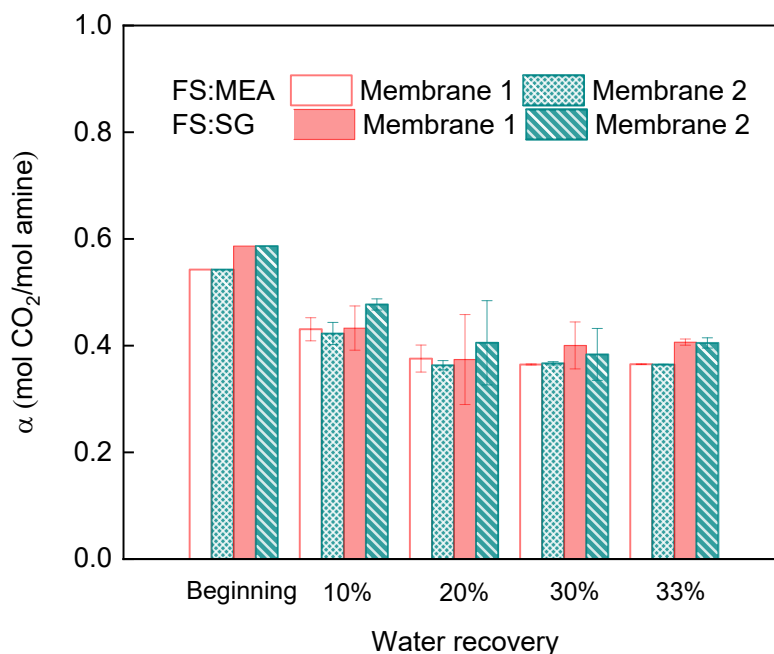 1.0
0.8
0.6
0.4
0.2
0.0
α (mol CO₂/mol amine)
FS:MEA Membrane 1 Membrane 2
FS:SG Membrane 1 Membrane 2
Beginning 10% 20% 30% 33%
Water recovery